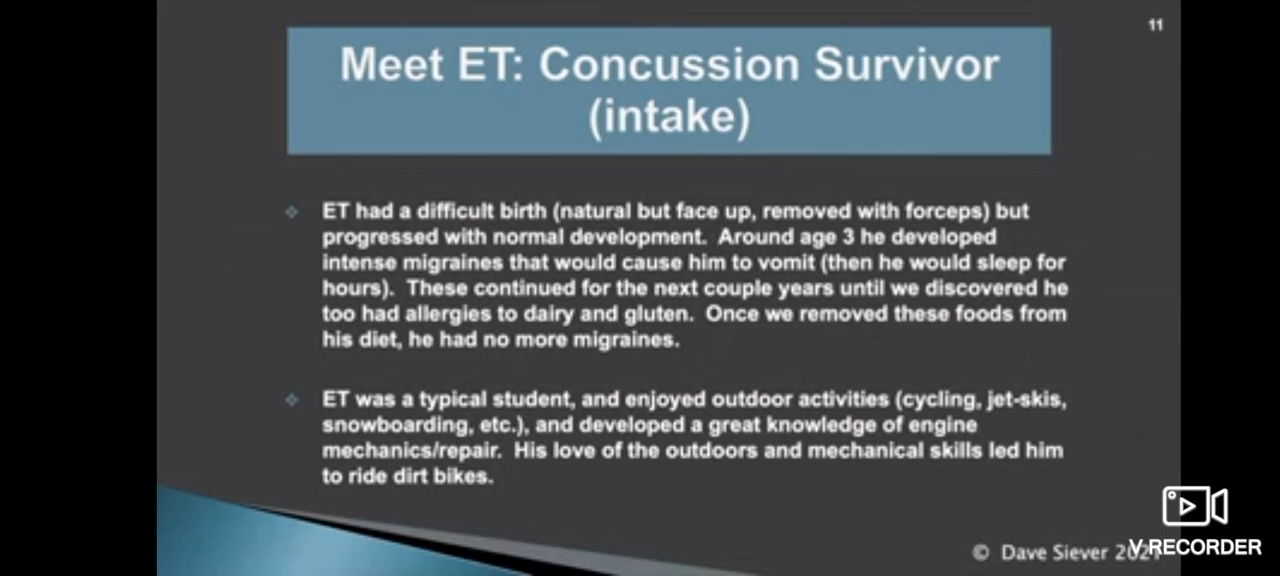 11
Meet ET: Concussion Survivor
(intake)
ET had a difficult birth (natural but face up, removed with forceps) but
progressed with normal development. Around age 3 he developed
intense migraines that would cause him to vomit (then he would sleep for
hours). These continued for the next couple years until we discovered he
too had allergies to dairy and gluten. Once we removed these foods from
his diet, he had no more migraines.
ET was a typical student, and enjoyed outdoor activities (cycling, jet-skis,
snowboarding, etc.), and developed a great knowledge of engine
mechanics/repair. His love of the outdoors and mechanical skills led him
to ride dirt bikes.
© Dave Siever
V RECORDER